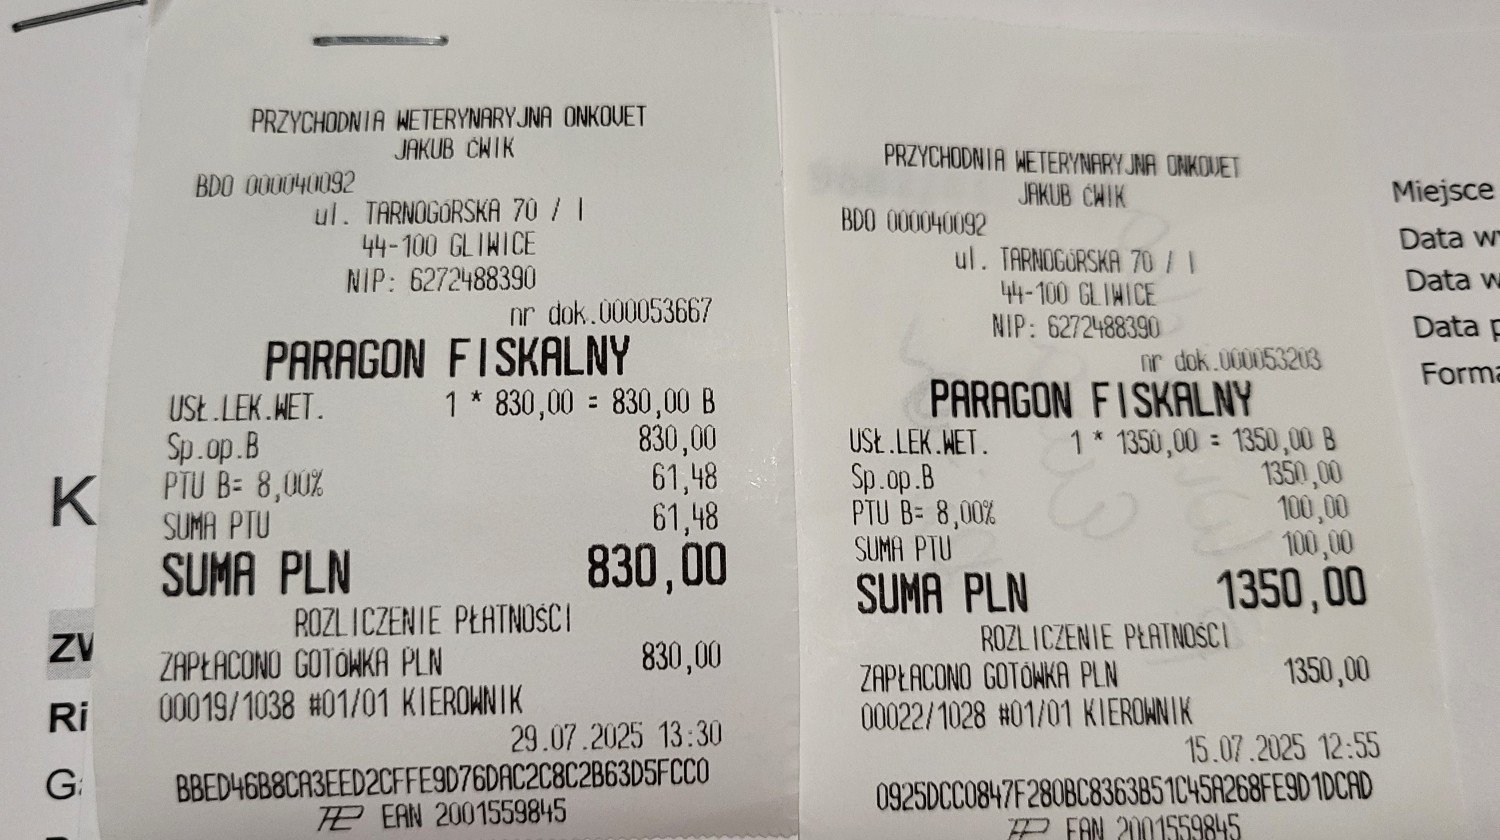 PRZYCHODNIA WETERYNARYJNA ONKOVET
JAKUB ĆWIK
BDO 000040092
ul. TARNOGÓRSKA 70 / I
44-100 GLIWICE
NIP: 6272488390
nr dok.000053667
PARAGON FISKALNY
USŁ.LEK.WET. 1 * 830,00 = 830,00 B
Sp.op.B 830,00
PTU B= 8,00% 61,48
SUMA PTU 61,48
SUMA PLN 830,00
ROZLICZENIE PŁATNOŚCI
ZAPŁACONO GOTÓWKA PLN 830,00
00019/1038 #01/01 KIEROWNIK
29.07.2025 13:30
BBED46B8CA3EED2CFFE9D76DAC2C8C2B63D5FCC0
EAN 2001559845
PRZYCHODNIA WETERYNARYJNA ONKOVET
JAKUB ĆWIK
BDO 000040092
ul. TARNOGÓRSKA 70 / I
44-100 GLIWICE
NIP: 6272488390
nr dok.000053203
PARAGON FISKALNY
USŁ.LEK.WET. 1 * 1350,00 = 1350,00 B
Sp.op.B 1350,00
PTU B= 8,00% 100,00
SUMA PTU 100,00
SUMA PLN 1350,00
ROZLICZENIE PŁATNOŚCI
ZAPŁACONO GOTÓWKA PLN 1350,00
00022/1028 #01/01 KIEROWNIK
15.07.2025 12:55
0925DCC0847F280BC8363B51C45A268FE9D1DCAD
EAN 2001559845
Miejsce
Data w
Data w
Data p
Forma
K
Ri